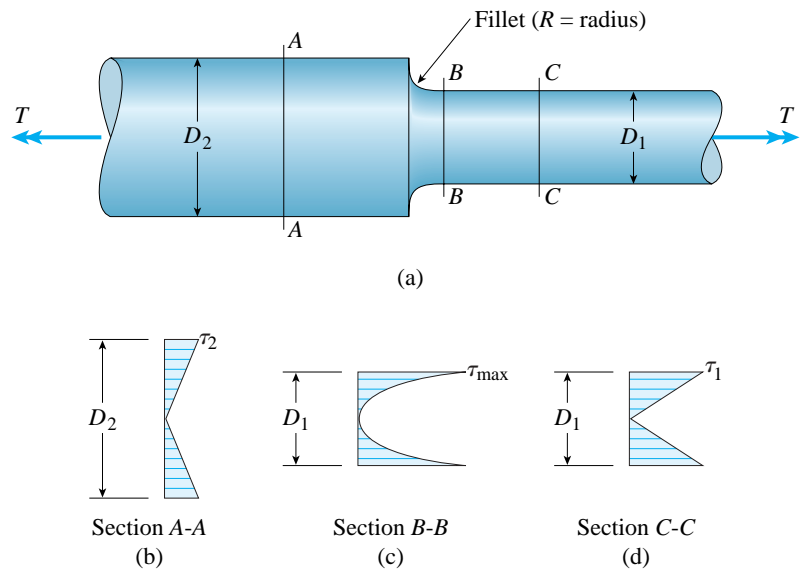 Fillet (R = radius)
A
B
C
T
D2
D1
T
B
C
A
(a)
τ2
D2
Section A-A
(b)
τmax
D1
Section B-B
(c)
τ1
D1
Section C-C
(d)